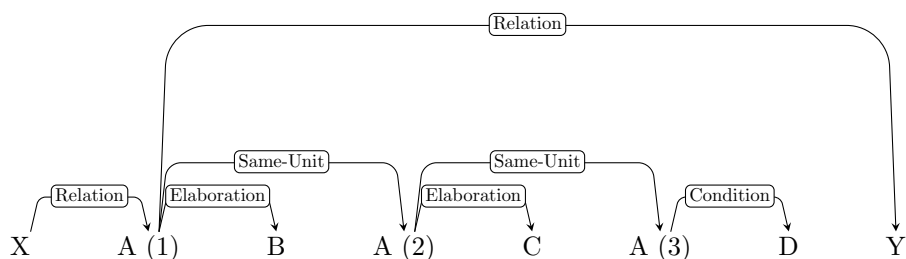 Relation
Same-Unit Same-Unit
Relation Elaboration Elaboration Condition
X A (1) B A (2) C A (3) D Y